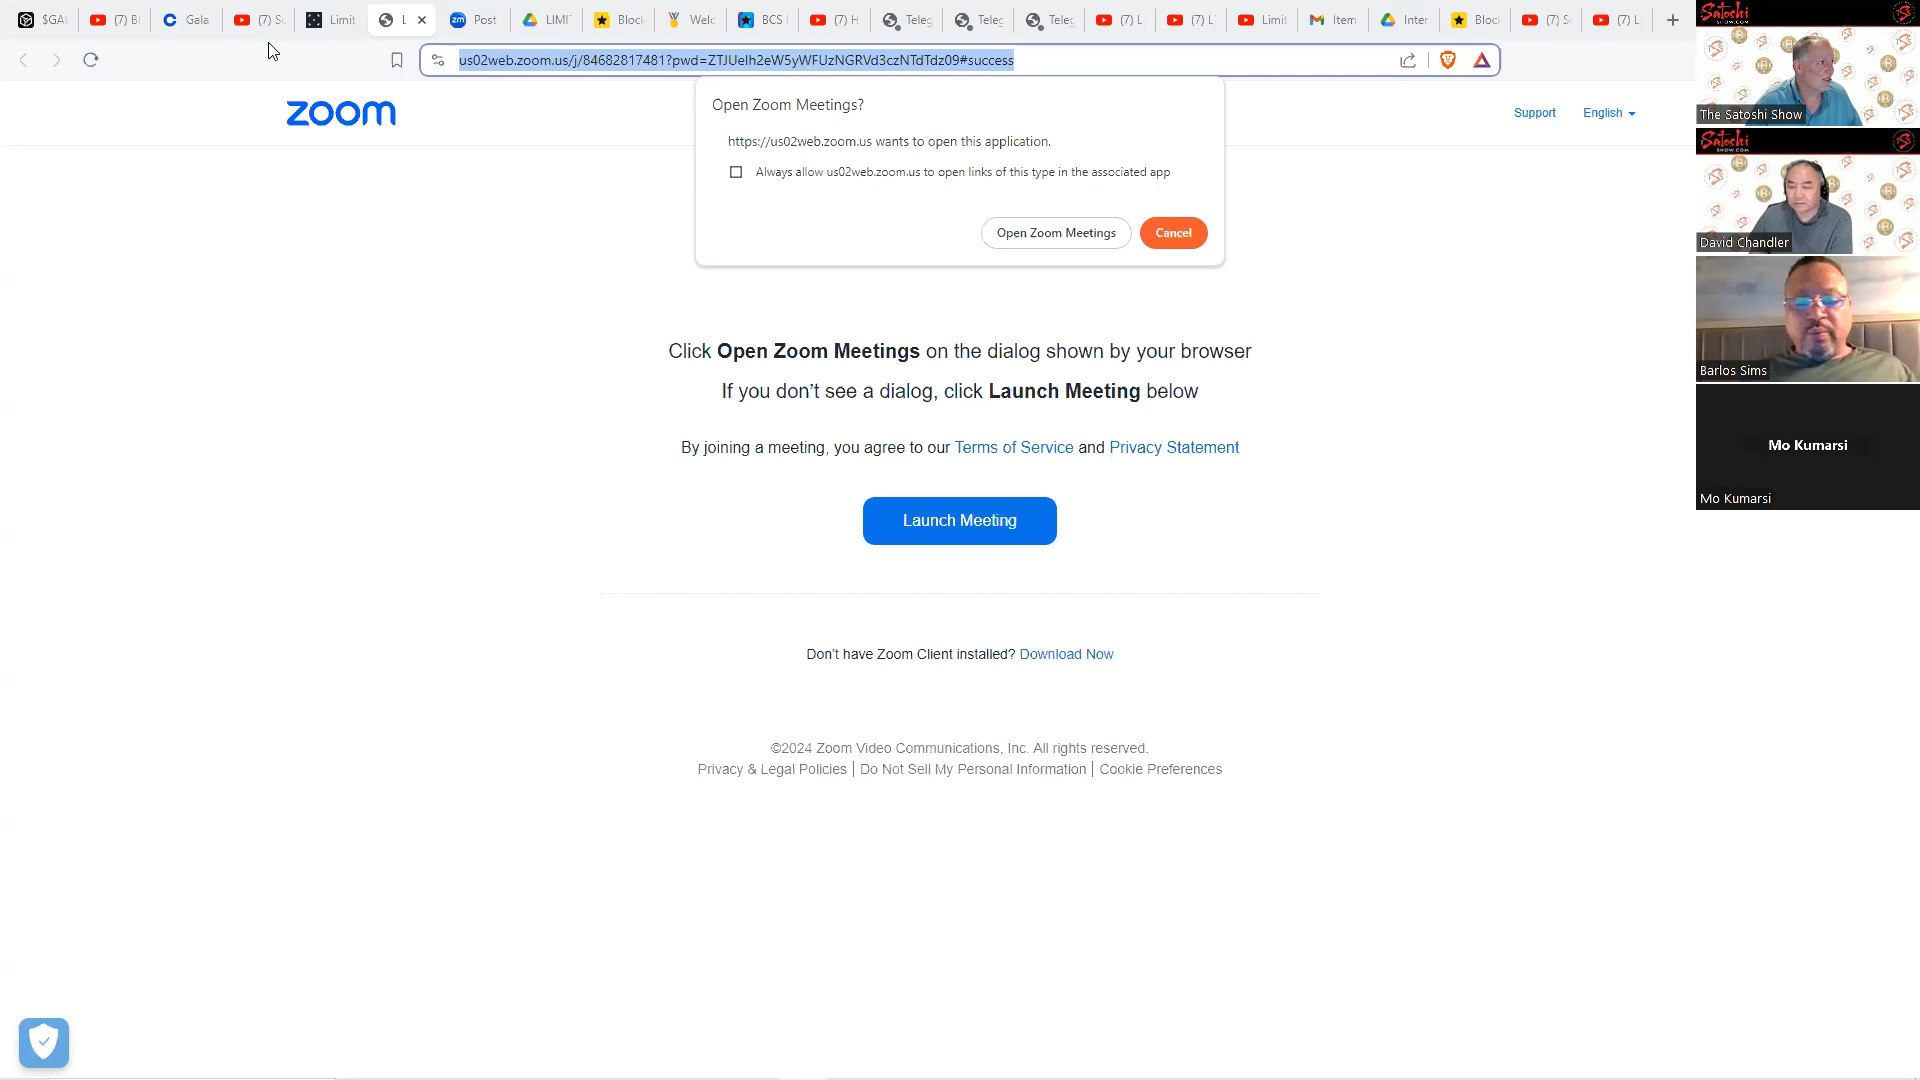 $GAI
(7) B
Gala
(7) Su
Limit
L
Post
LIMI
Block
Welc
BCS
(7) H
Teleg
Teleg
Teleg
(7) L
(7) L
Limit
Item
Inter
Bloc
(7) S
(7) L
us02web.zoom.us/j/84682817481?pwd=ZTJUelh2eW5yWFUzNGRVd3czNTdTdz09#success
zoom
Support
English
Open Zoom Meetings?
https://us02web.zoom.us wants to open this application.
Always allow us02web.zoom.us to open links of this type in the associated app
Open Zoom Meetings
Cancel
Click Open Zoom Meetings on the dialog shown by your browser
If you don’t see a dialog, click Launch Meeting below
By joining a meeting, you agree to our Terms of Service and Privacy Statement
Launch Meeting
Don’t have Zoom Client installed? Download Now
©2024 Zoom Video Communications, Inc. All rights reserved.
Privacy & Legal Policies | Do Not Sell My Personal Information | Cookie Preferences
Satoshi
SHOW.COM
The Satoshi Show
Satoshi
SHOW.COM
David Chandler
Barlos Sims
Mo Kumarsi
Mo Kumarsi